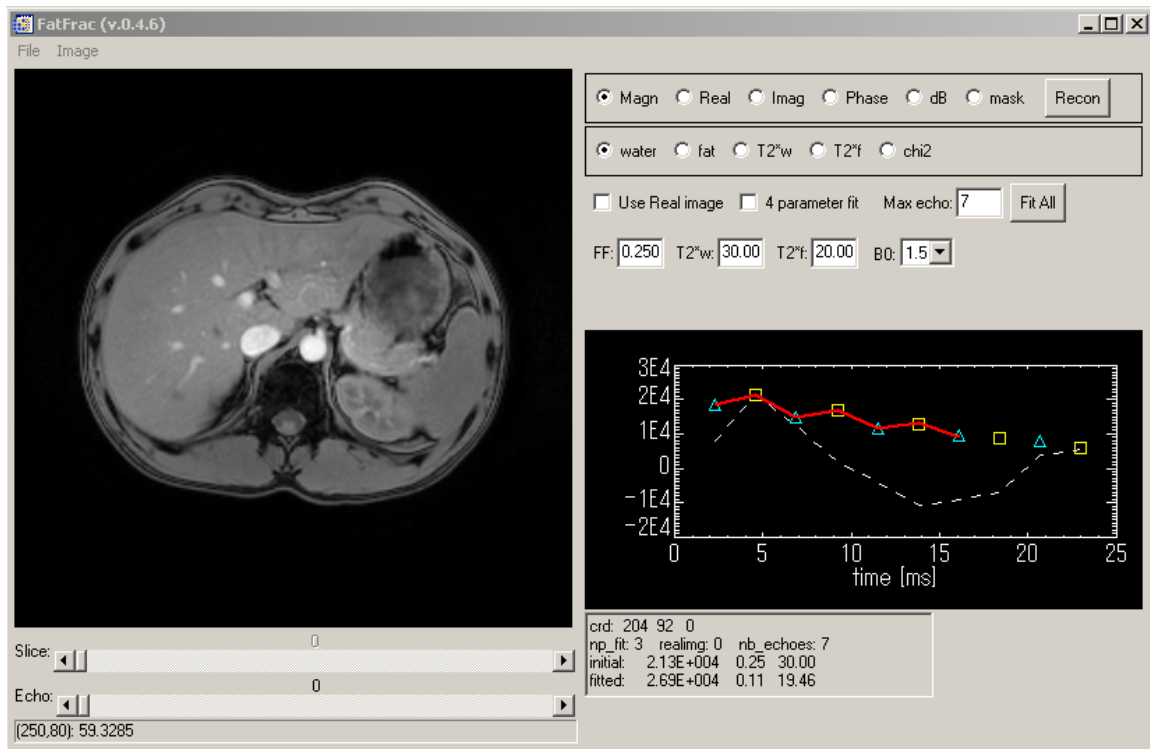 FatFrac (v.0.4.6)
File Image
Magn Real Imag Phase dB mask Recon
water fat T2*w T2*f chi2
Use Real image 4 parameter fit Max echo: 7 Fit All
FF: 0.250 T2*w: 30.00 T2*f: 20.00 B0: 1.5
3E4
2E4
1E4
0
-1E4
-2E4
0 5 10 15 20 25
time [ms]
Slice: 0
Echo: 0
(250,80): 59.3285
crd: 204 92 0
np_fit: 3 realimg: 0 nb_echoes: 7
initial: 2.13E+004 0.25 30.00
fitted: 2.69E+004 0.11 19.46